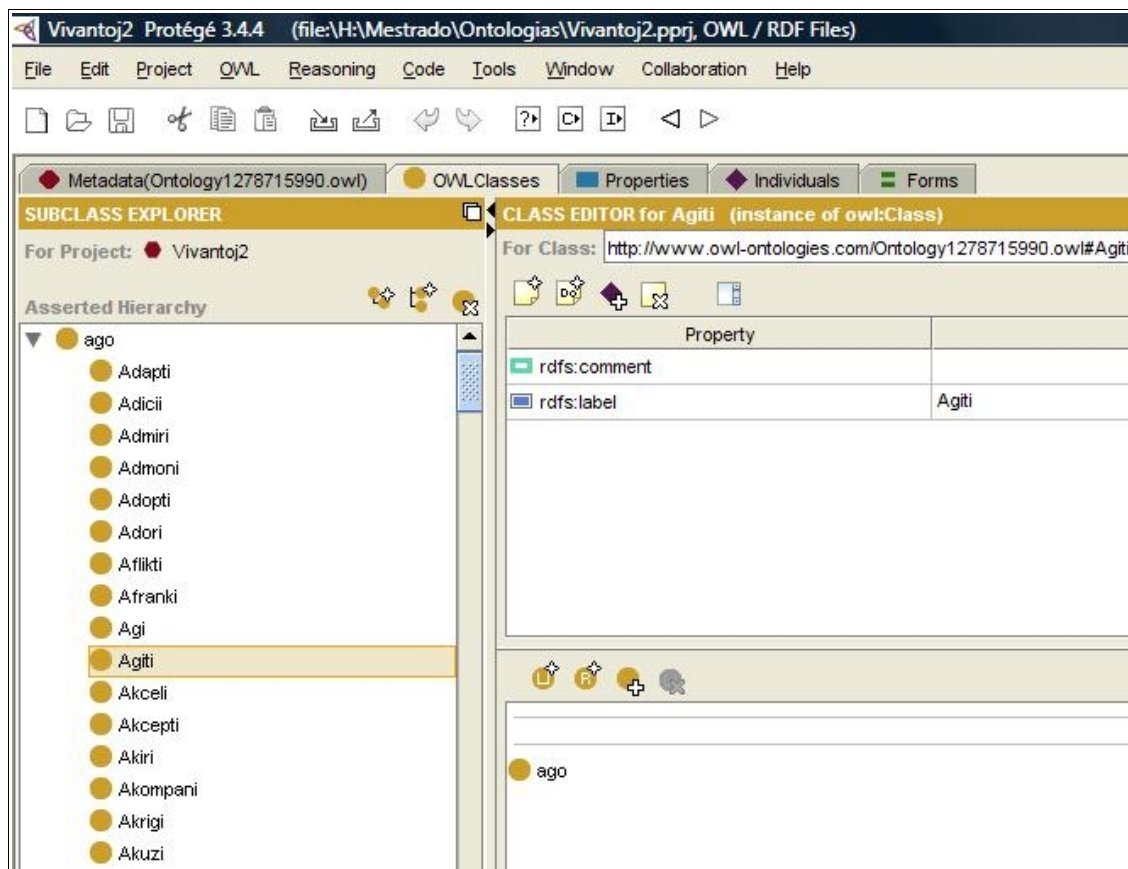 Vivantoj2 Protégé 3.4.4 (file:\H:\Mestrado\Ontologias\Vivantoj2.pprj, OWL / RDF Files)
File Edit Project OWL Reasoning Code Tools Window Collaboration Help
Metadata(Ontology1278715990.owl) OWLClasses Properties Individuals Forms
SUBCLASS EXPLORER
For Project: Vivantoj2
Asserted Hierarchy
ago
Adapti
Adicii
Admiri
Admoni
Adopti
Adori
Aflikti
Afranki
Agi
Agiti
Akceli
Akcepti
Akiri
Akompani
Akrigi
Akuzi
CLASS EDITOR for Agiti (instance of owl:Class)
For Class: http://www.owl-ontologies.com/Ontology1278715990.owl#Agiti
Property
rdfs:comment
rdfs:label Agiti
ago